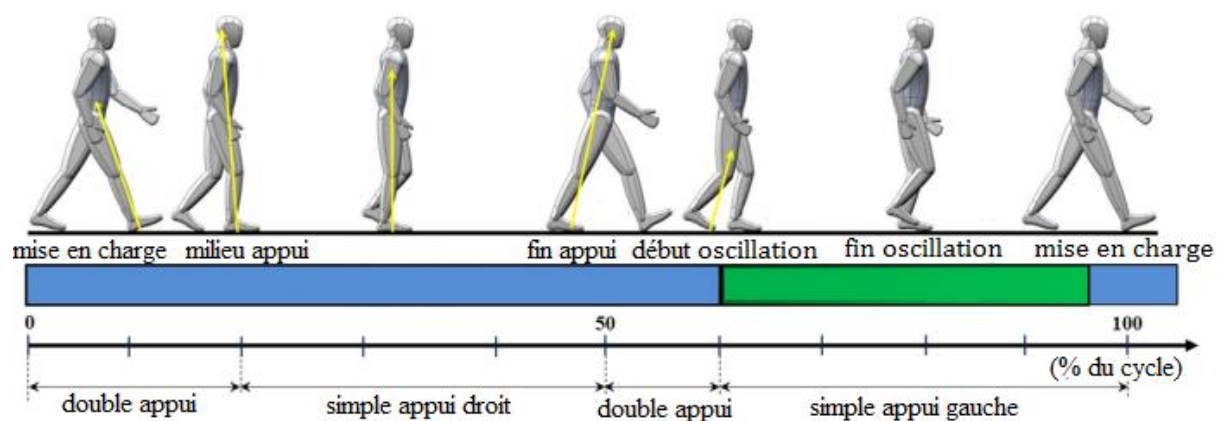 mise en charge milieu appui fin appui début oscillation fin oscillation mise en charge
0 50 100
(% du cycle)
double appui simple appui droit double appui simple appui gauche